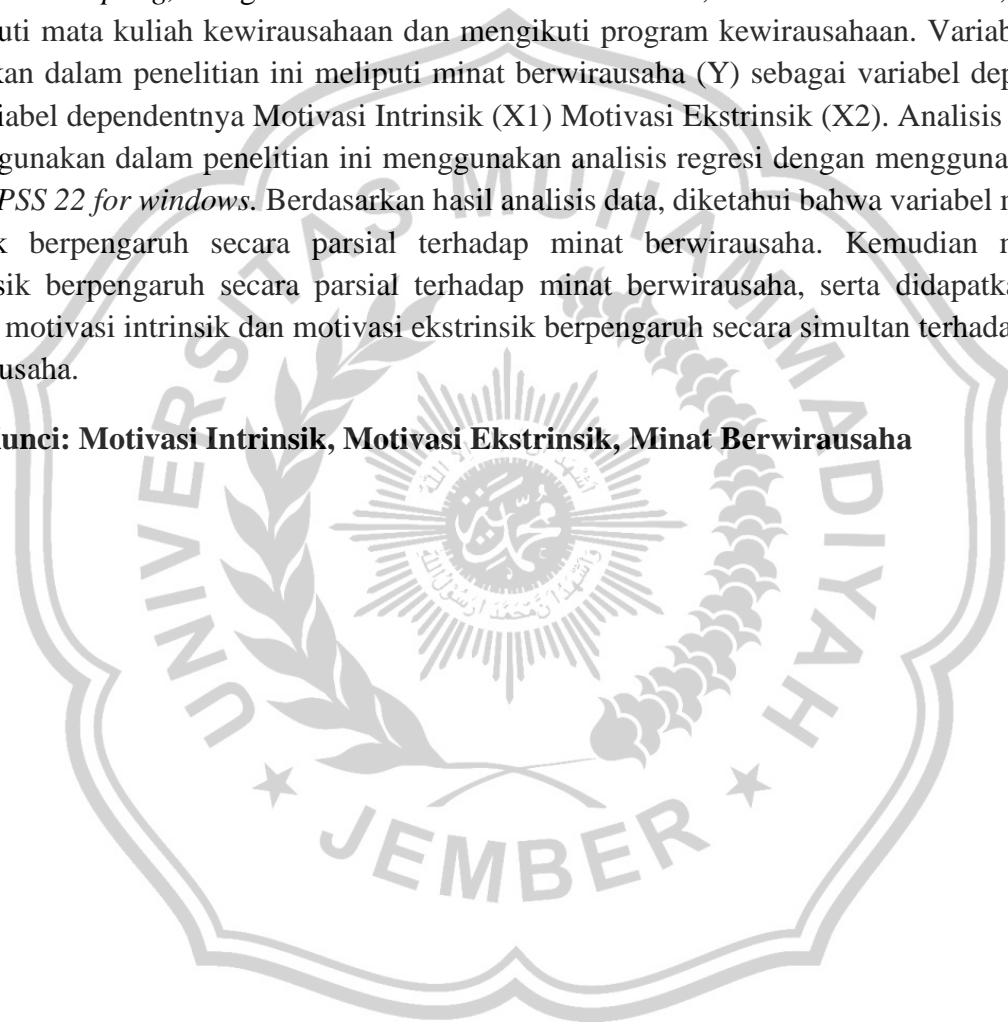 uti mata kuliah kewirausahaan dan mengikuti program kewirausahaan. Variab
kan dalam penelitian ini meliputi minat berwirausaha (Y) sebagai variabel dep
iabel dependentnya Motivasi Intrinsik (X1) Motivasi Ekstrinsik (X2). Analisis
gunakan dalam penelitian ini menggunakan analisis regresi dengan mengguna
PSS 22 for windows. Berdasarkan hasil analisis data, diketahui bahwa variabel
k berpengaruh secara parsial terhadap minat berwirausaha. Kemudian
sik berpengaruh secara parsial terhadap minat berwirausaha, serta didapatka
motivasi intrinsik dan motivasi ekstrinsik berpengaruh secara simultan terhada
usaha.
unci: Motivasi Intrinsik, Motivasi Ekstrinsik, Minat Berwirausaha
UNIVERSITAS MUHAMMADIYAH
JEMBER